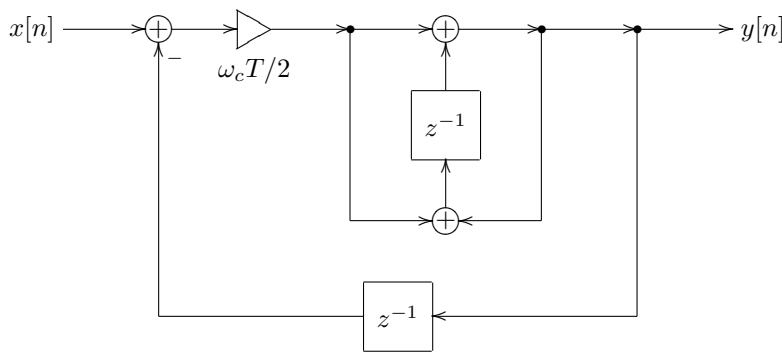 x[n] + + y[n]
−
ω_cT/2
z⁻¹
+
z⁻¹